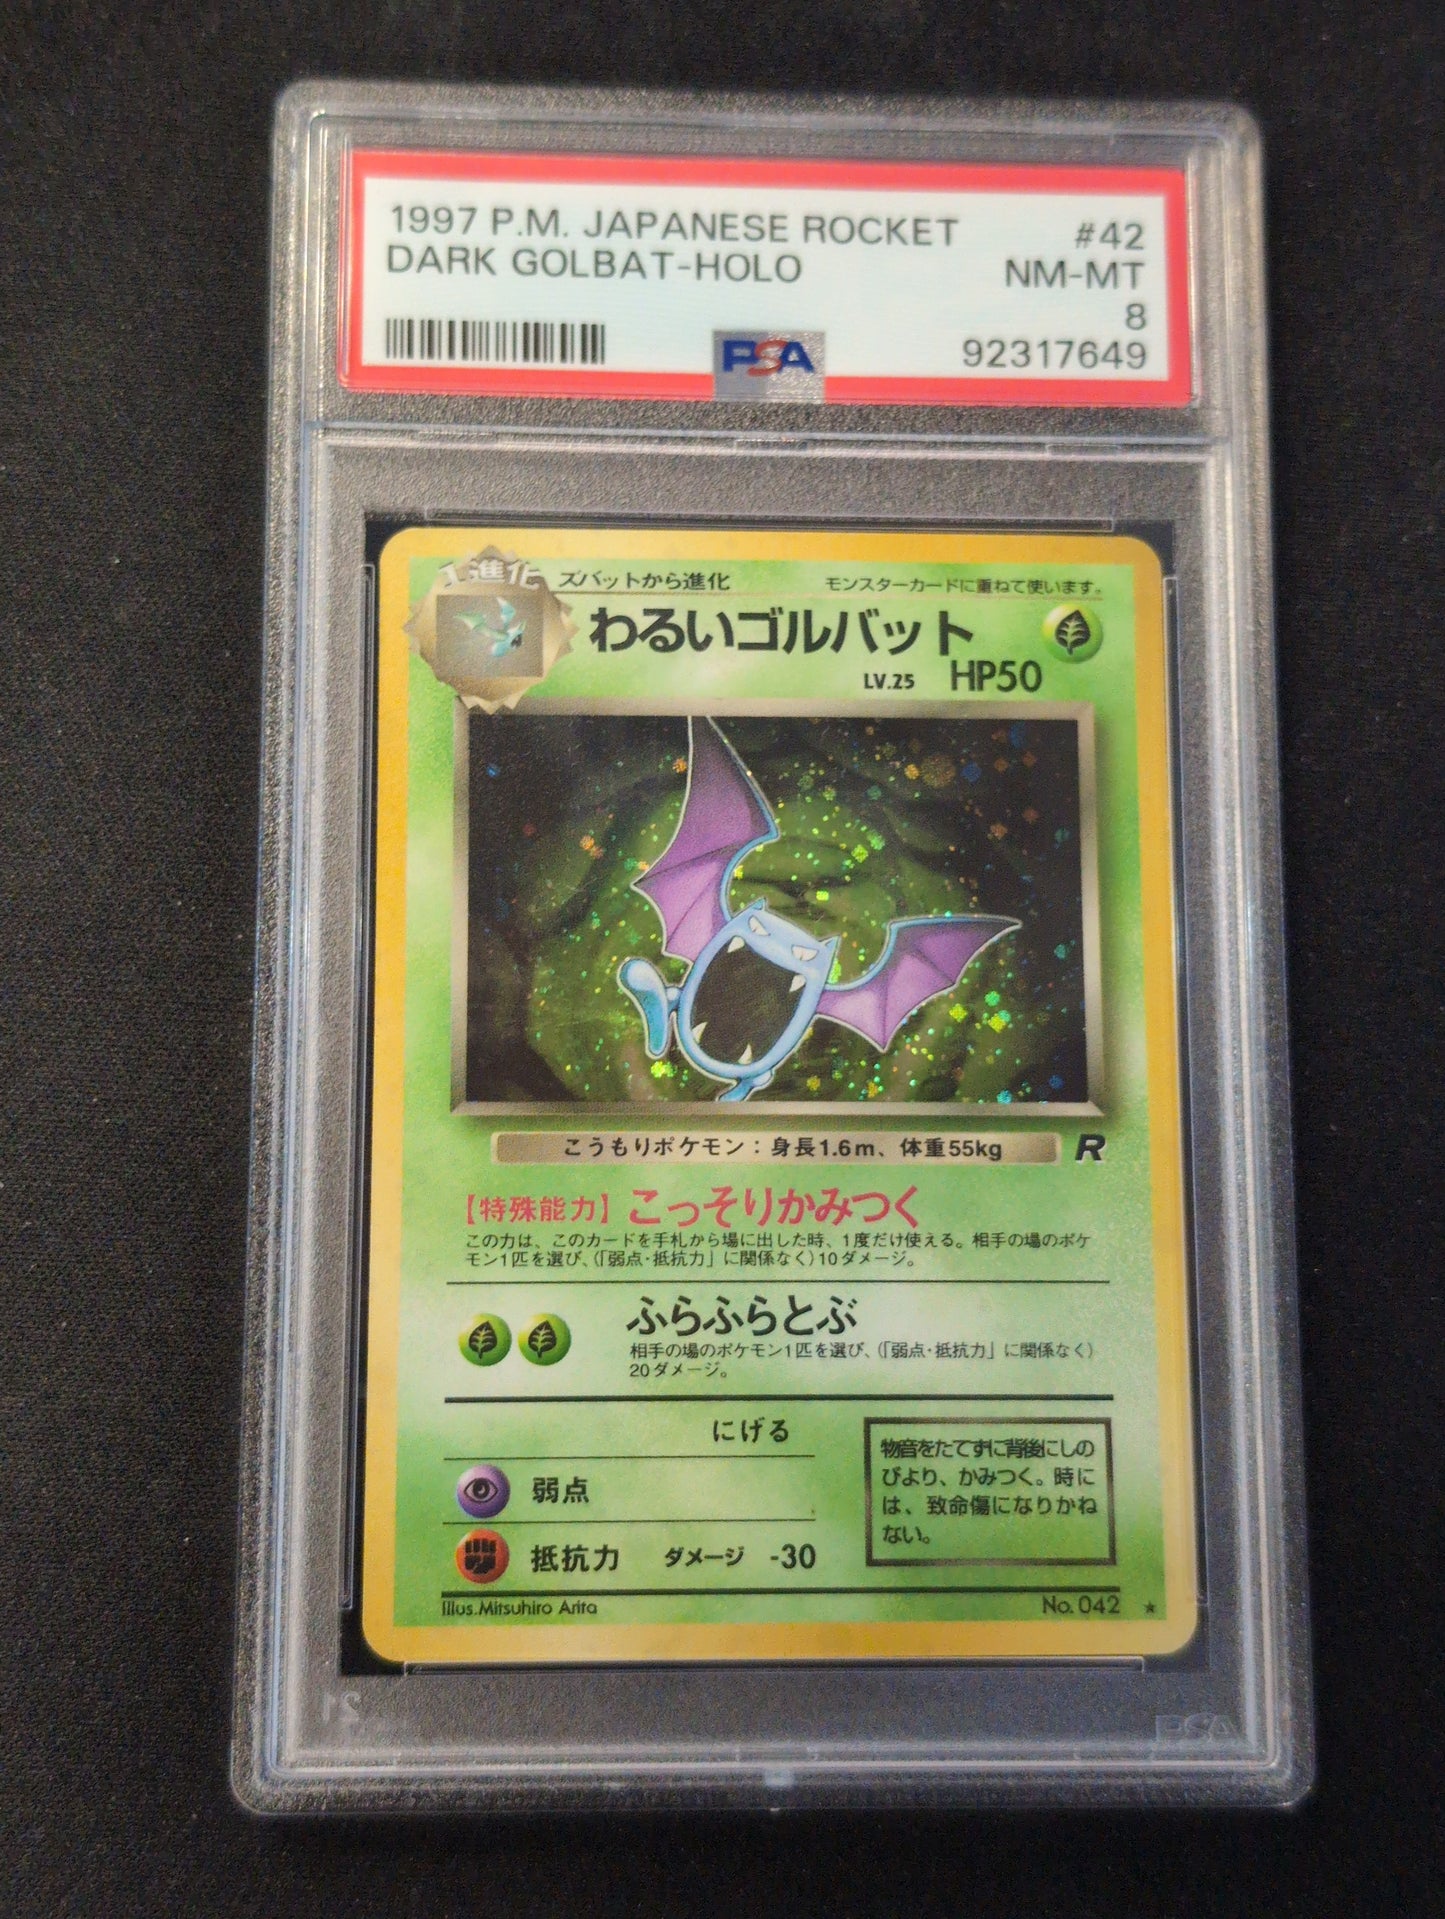 1997 P.M. JAPANESE ROCKET #42
DARK GOLBAT-HOLO NM-MT
8
PSA 92317649
1進化 ズバットから進化 モンスターカードに重ねて使います。
わるいゴルバット
LV.25 HP50
こうもりポケモン：身長1.6m、体重55kg R
【特殊能力】こっそりかみつく
この力は、このカードを手札から場に出した時、1度だけ使える。相手の場のポケ
モン1匹を選び、（「弱点・抵抗力」に関係なく）10ダメージ。
ふらふらとぶ
相手の場のポケモン1匹を選び、（「弱点・抵抗力」に関係なく）
20ダメージ。
にげる
弱点
抵抗力 ダメージ -30
物音をたてずに背後にしの
びより、かみつく。時に
は、致命傷になりかね
ない。
Illus.Mitsuhiro Arita No.042 ★
PSA